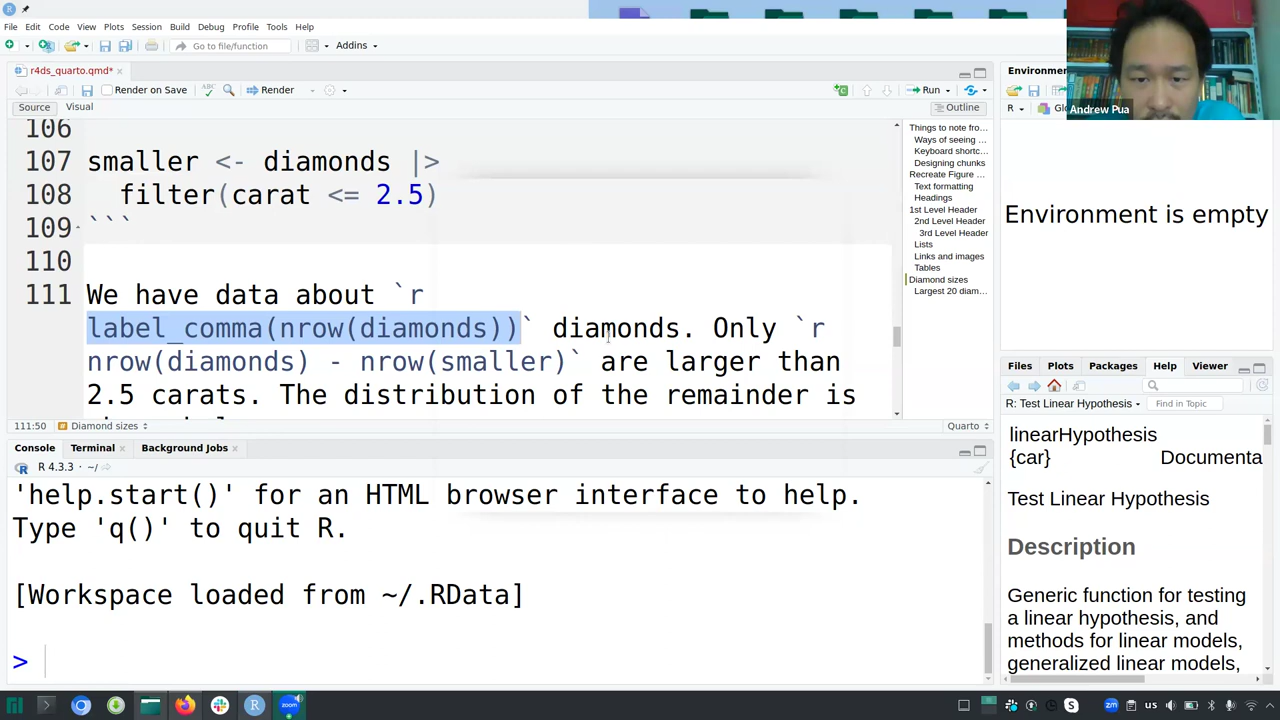 File Edit Code View Plots Session Build Debug Profile Tools Help
Go to file/function
Addins
r4ds_quarto.qmd*
Render on Save
ABC
Render
Run
Source Visual
Outline
106
107 smaller <- diamonds |>
108 filter(carat <= 2.5)
109 ```
110
111 We have data about `r
label_comma(nrow(diamonds))` diamonds. Only `r
nrow(diamonds) - nrow(smaller)` are larger than
2.5 carats. The distribution of the remainder is
111:50 Diamond sizes
Quarto
Things to note fro...
Ways of seeing ...
Keyboard shortc...
Designing chunks
Recreate Figure ...
Text formatting
Headings
1st Level Header
2nd Level Header
3rd Level Header
Lists
Links and images
Tables
Diamond sizes
Largest 20 diam...
Console Terminal Background Jobs
R 4.3.3 · ~/
'help.start()' for an HTML browser interface to help.
Type 'q()' to quit R.
[Workspace loaded from ~/.RData]
>
Environ
R
Andrew Pua
Environment is empty
Files Plots Packages Help Viewer
R: Test Linear Hypothesis
Find in Topic
linearHypothesis
{car} Documenta
Test Linear Hypothesis
Description
Generic function for testing
a linear hypothesis, and
methods for linear models,
generalized linear models,
zoom
zm
us